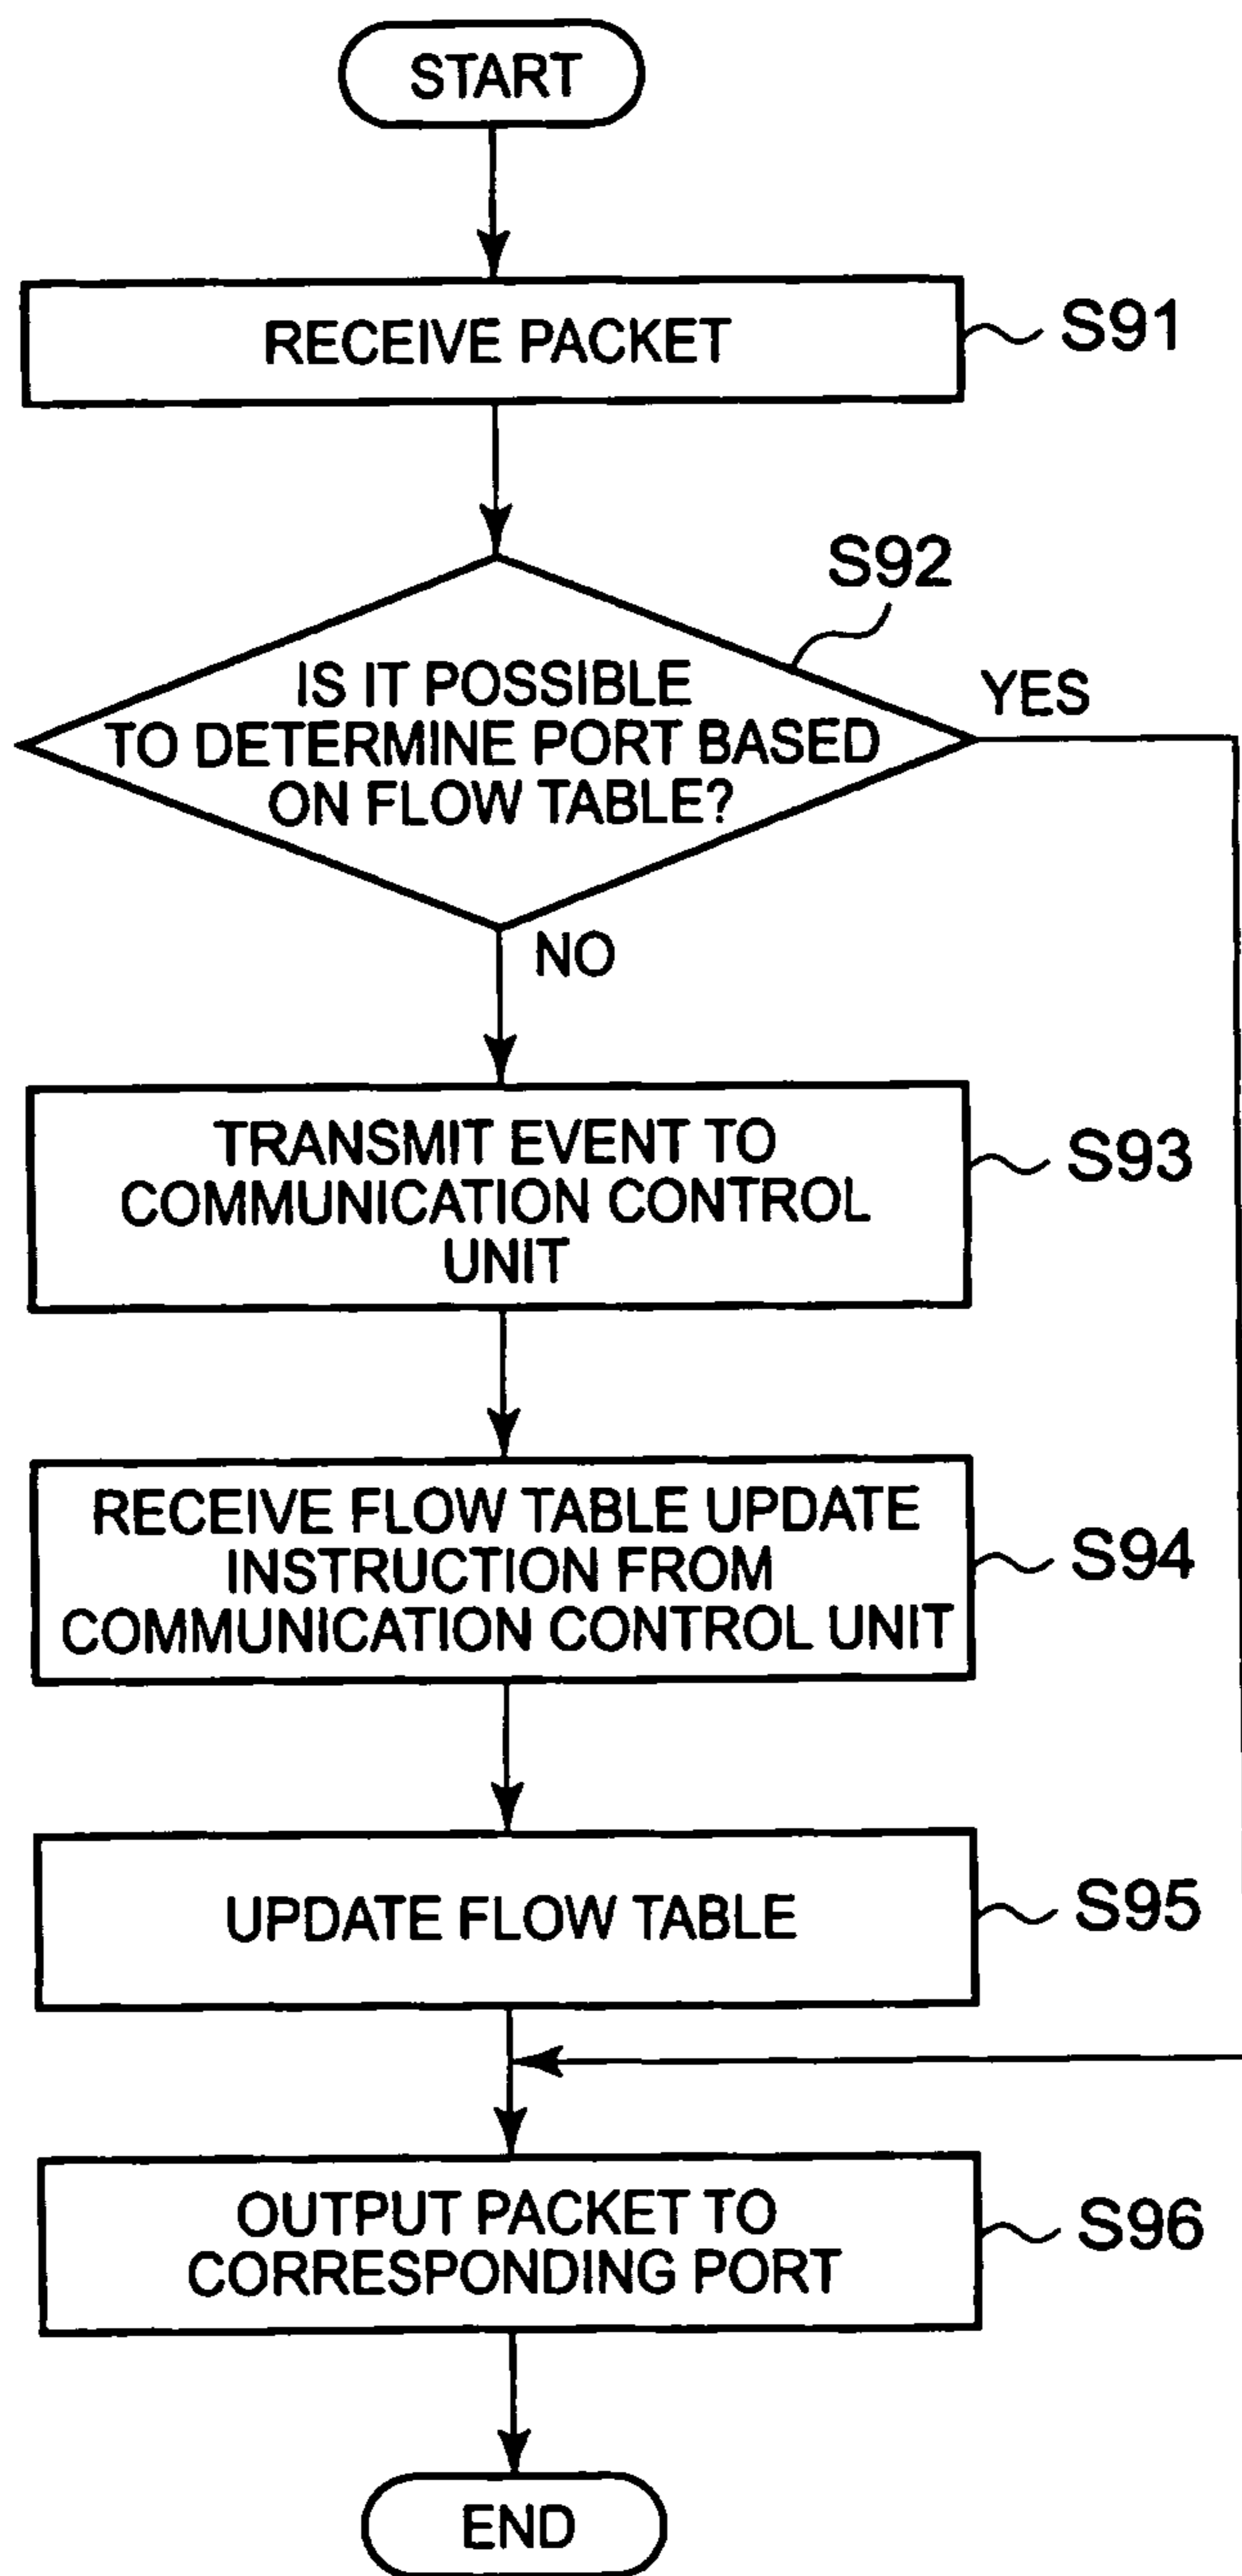 START
RECEIVE PACKET
S91
S92
IS IT POSSIBLE
TO DETERMINE PORT BASED
ON FLOW TABLE?
YES
NO
TRANSMIT EVENT TO
COMMUNICATION CONTROL
UNIT
S93
RECEIVE FLOW TABLE UPDATE
INSTRUCTION FROM
COMMUNICATION CONTROL UNIT
S94
UPDATE FLOW TABLE
S95
OUTPUT PACKET TO
CORRESPONDING PORT
S96
END